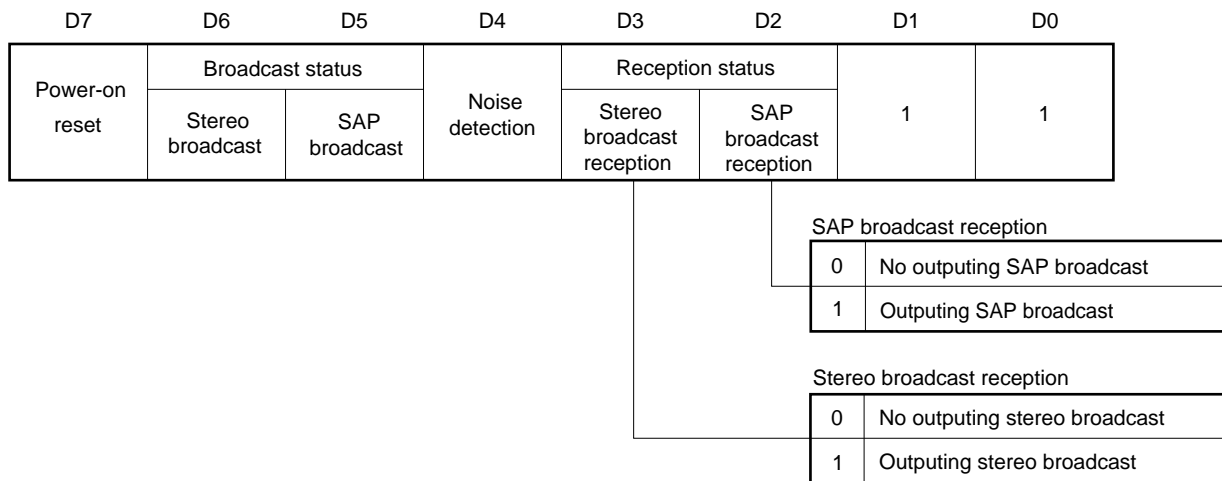 D7 D6 D5 D4 D3 D2 D1 D0
Power-on
reset
Broadcast status
Stereo
broadcast
SAP
broadcast
Noise
detection
Reception status
Stereo
broadcast
reception
SAP
broadcast
reception
1
1
SAP broadcast reception
0 No outputing SAP broadcast
1 Outputing SAP broadcast
Stereo broadcast reception
0 No outputing stereo broadcast
1 Outputing stereo broadcast